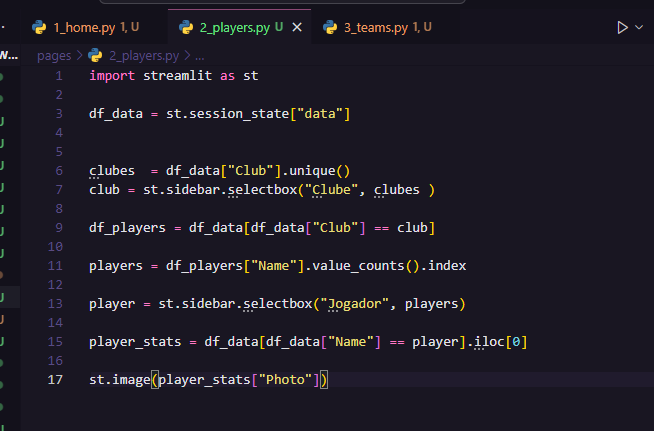 1_home.py 1, U
2_players.py U
3_teams.py 1, U
W...
pages > 2_players.py > ...
1 import streamlit as st
2
3 df_data = st.session_state["data"]
4
5
6 clubes  = df_data["Club"].unique()
7 club = st.sidebar.selectbox("Clube", clubes )
8
9 df_players = df_data[df_data["Club"] == club]
10
11 players = df_players["Name"].value_counts().index
12
13 player = st.sidebar.selectbox("Jogador", players)
14
15 player_stats = df_data[df_data["Name"] == player].iloc[0]
16
17 st.image(player_stats["Photo"])
U
U
U
U
U
U
U
U
U
U
U